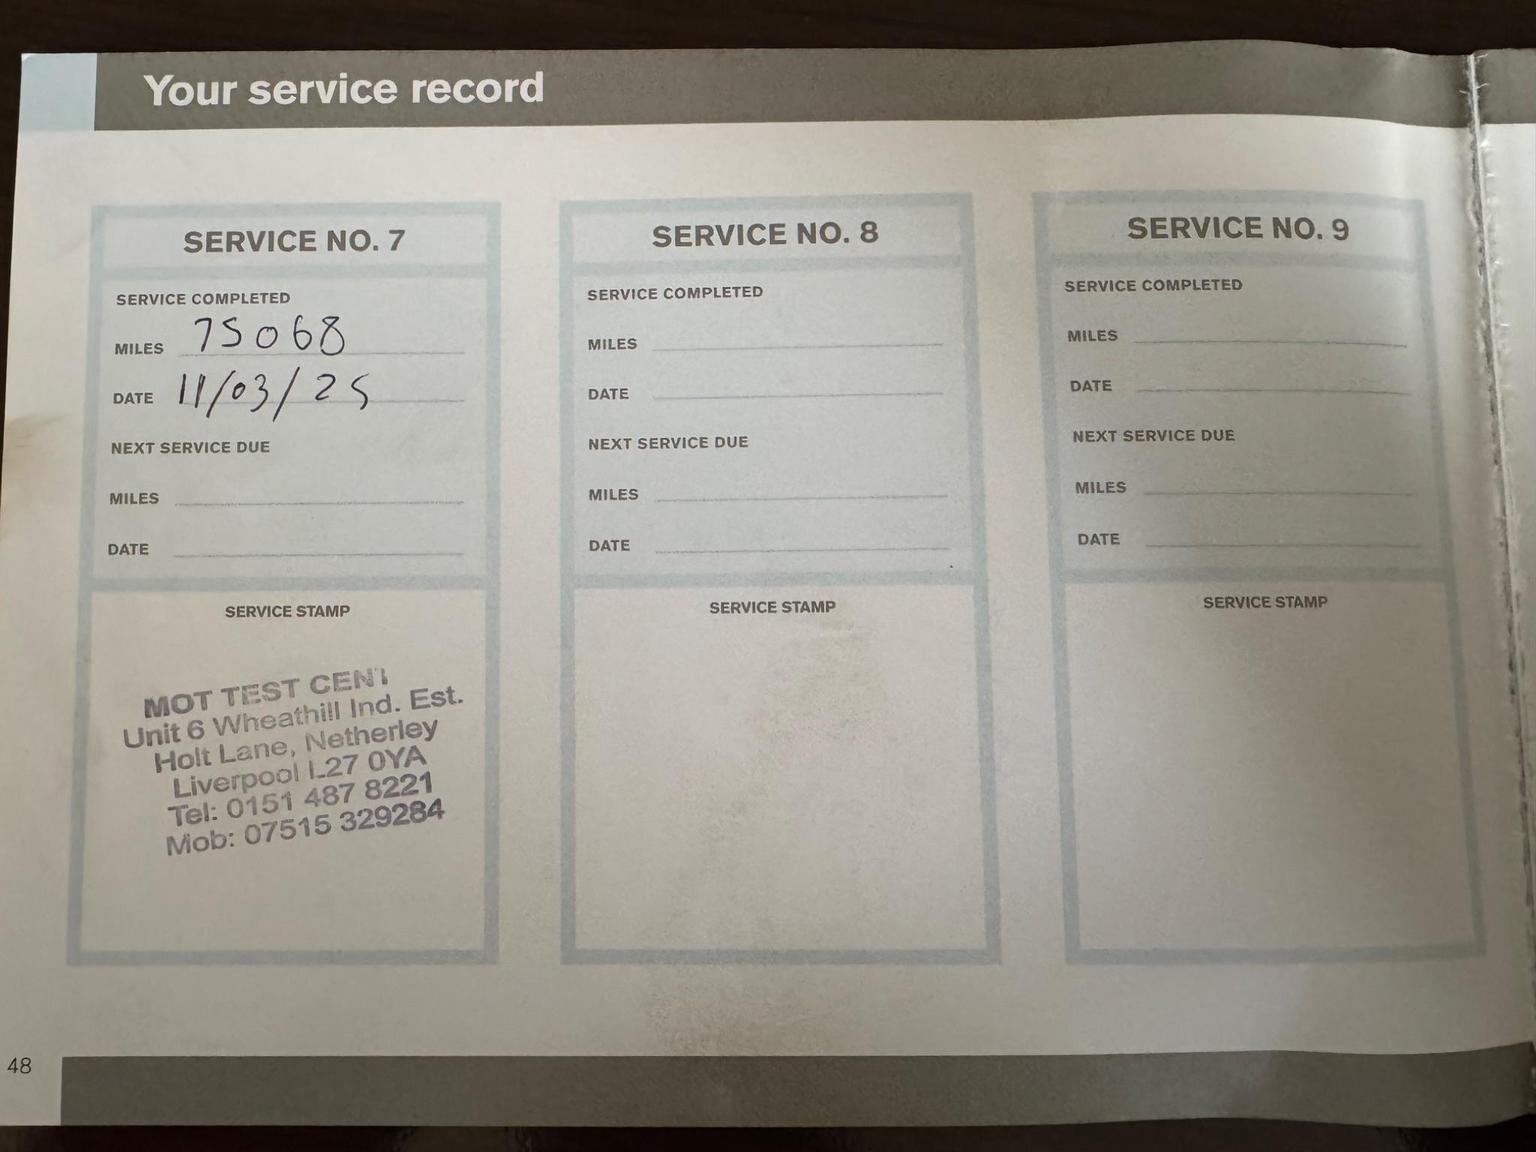 Your service record
SERVICE NO. 7
SERVICE COMPLETED
MILES 75068
DATE 11/03/25
NEXT SERVICE DUE
MILES
DATE
SERVICE STAMP
MOT TEST CENT
Unit 6 Wheathill Ind. Est.
Holt Lane, Netherley
Liverpool L27 0YA
Tel: 0151 487 8221
Mob: 07515 329284
SERVICE NO. 8
SERVICE COMPLETED
MILES
DATE
NEXT SERVICE DUE
MILES
DATE
SERVICE STAMP
SERVICE NO. 9
SERVICE COMPLETED
MILES
DATE
NEXT SERVICE DUE
MILES
DATE
SERVICE STAMP
48